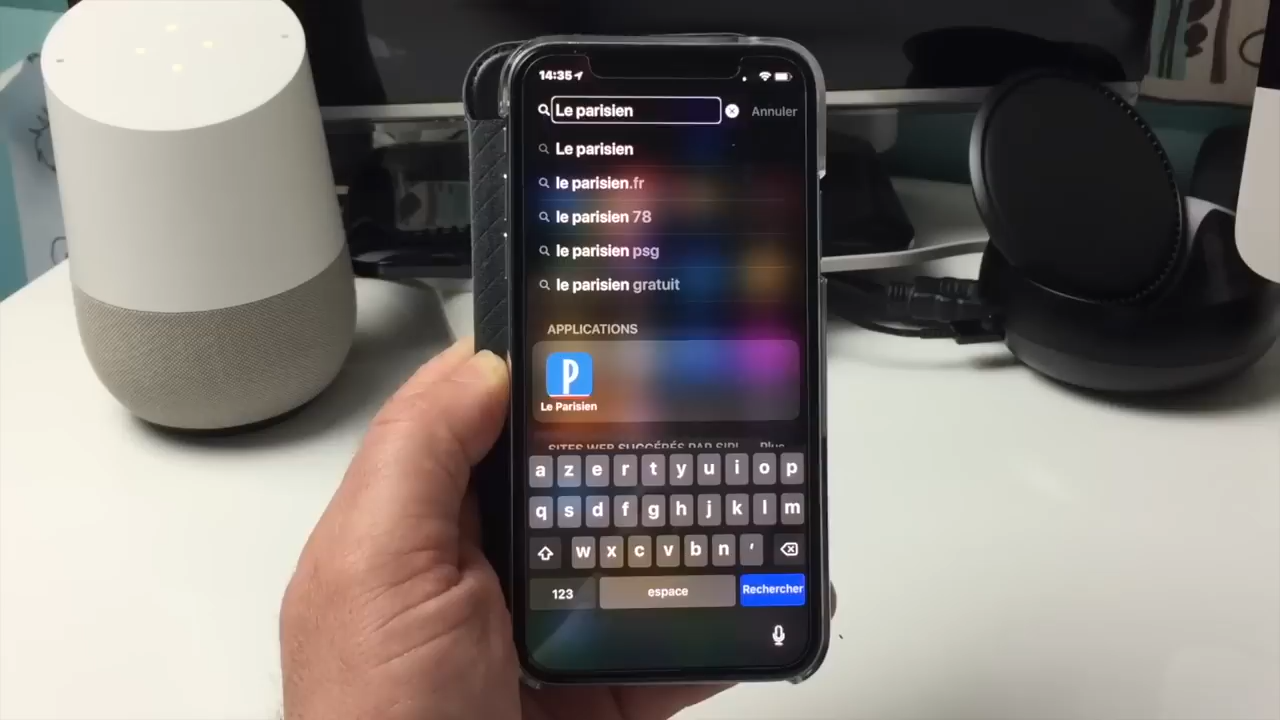 14:35
Le parisien
Annuler
Le parisien
le parisien.fr
le parisien 78
le parisien psg
le parisien gratuit
APPLICATIONS
P
Le Parisien
SITES WEB SUGGÉRÉS PAR SIRI Plus
a z e r t y u i o p
q s d f g h j k l m
w x c v b n '
123 espace Rechercher